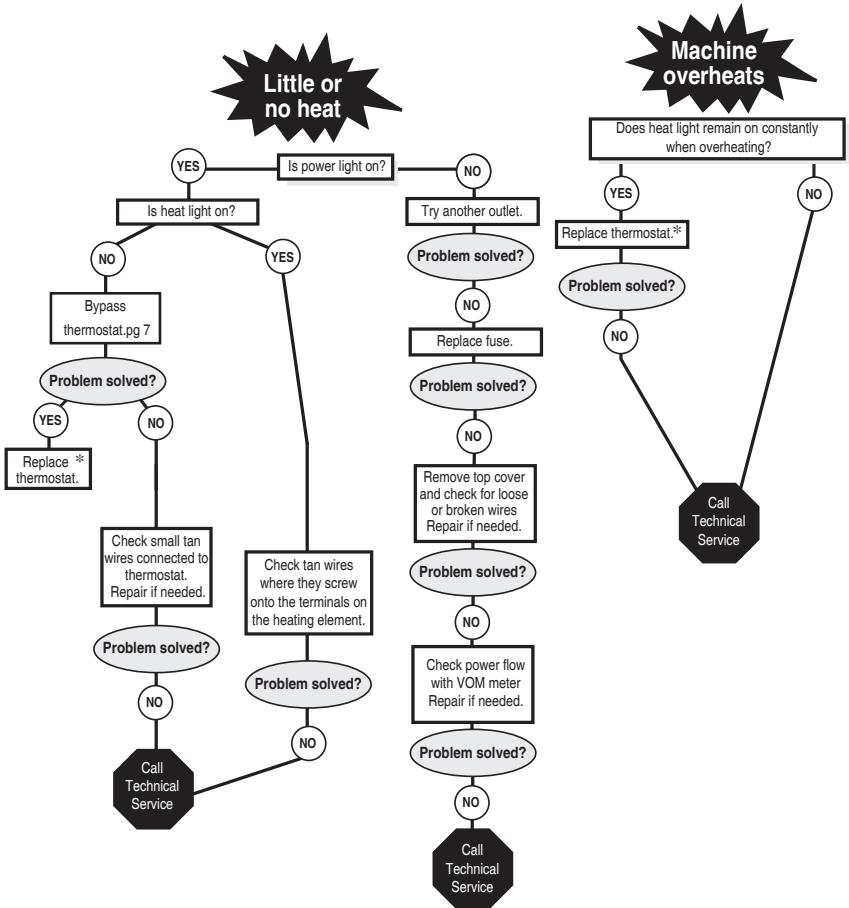 Little or
no heat
YES
Is power light on?
NO
Is heat light on?
Try another outlet.
NO
YES
Problem solved?
Bypass
thermostat.pg 7
NO
Replace fuse.
Problem solved?
Problem solved?
YES
NO
NO
Replace *
thermostat.
Remove top cover
and check for loose
or broken wires
Repair if needed.
Check small tan
wires connected to
thermostat.
Repair if needed.
Check tan wires
where they screw
onto the terminals on
the heating element.
Problem solved?
NO
Problem solved?
Problem solved?
Check power flow
with VOM meter
Repair if needed.
NO
NO
Problem solved?
Call
Technical
Service
NO
Call
Technical
Service
Machine
overheats
Does heat light remain on constantly
when overheating?
YES
NO
Replace thermostat.*
Problem solved?
NO
Call
Technical
Service